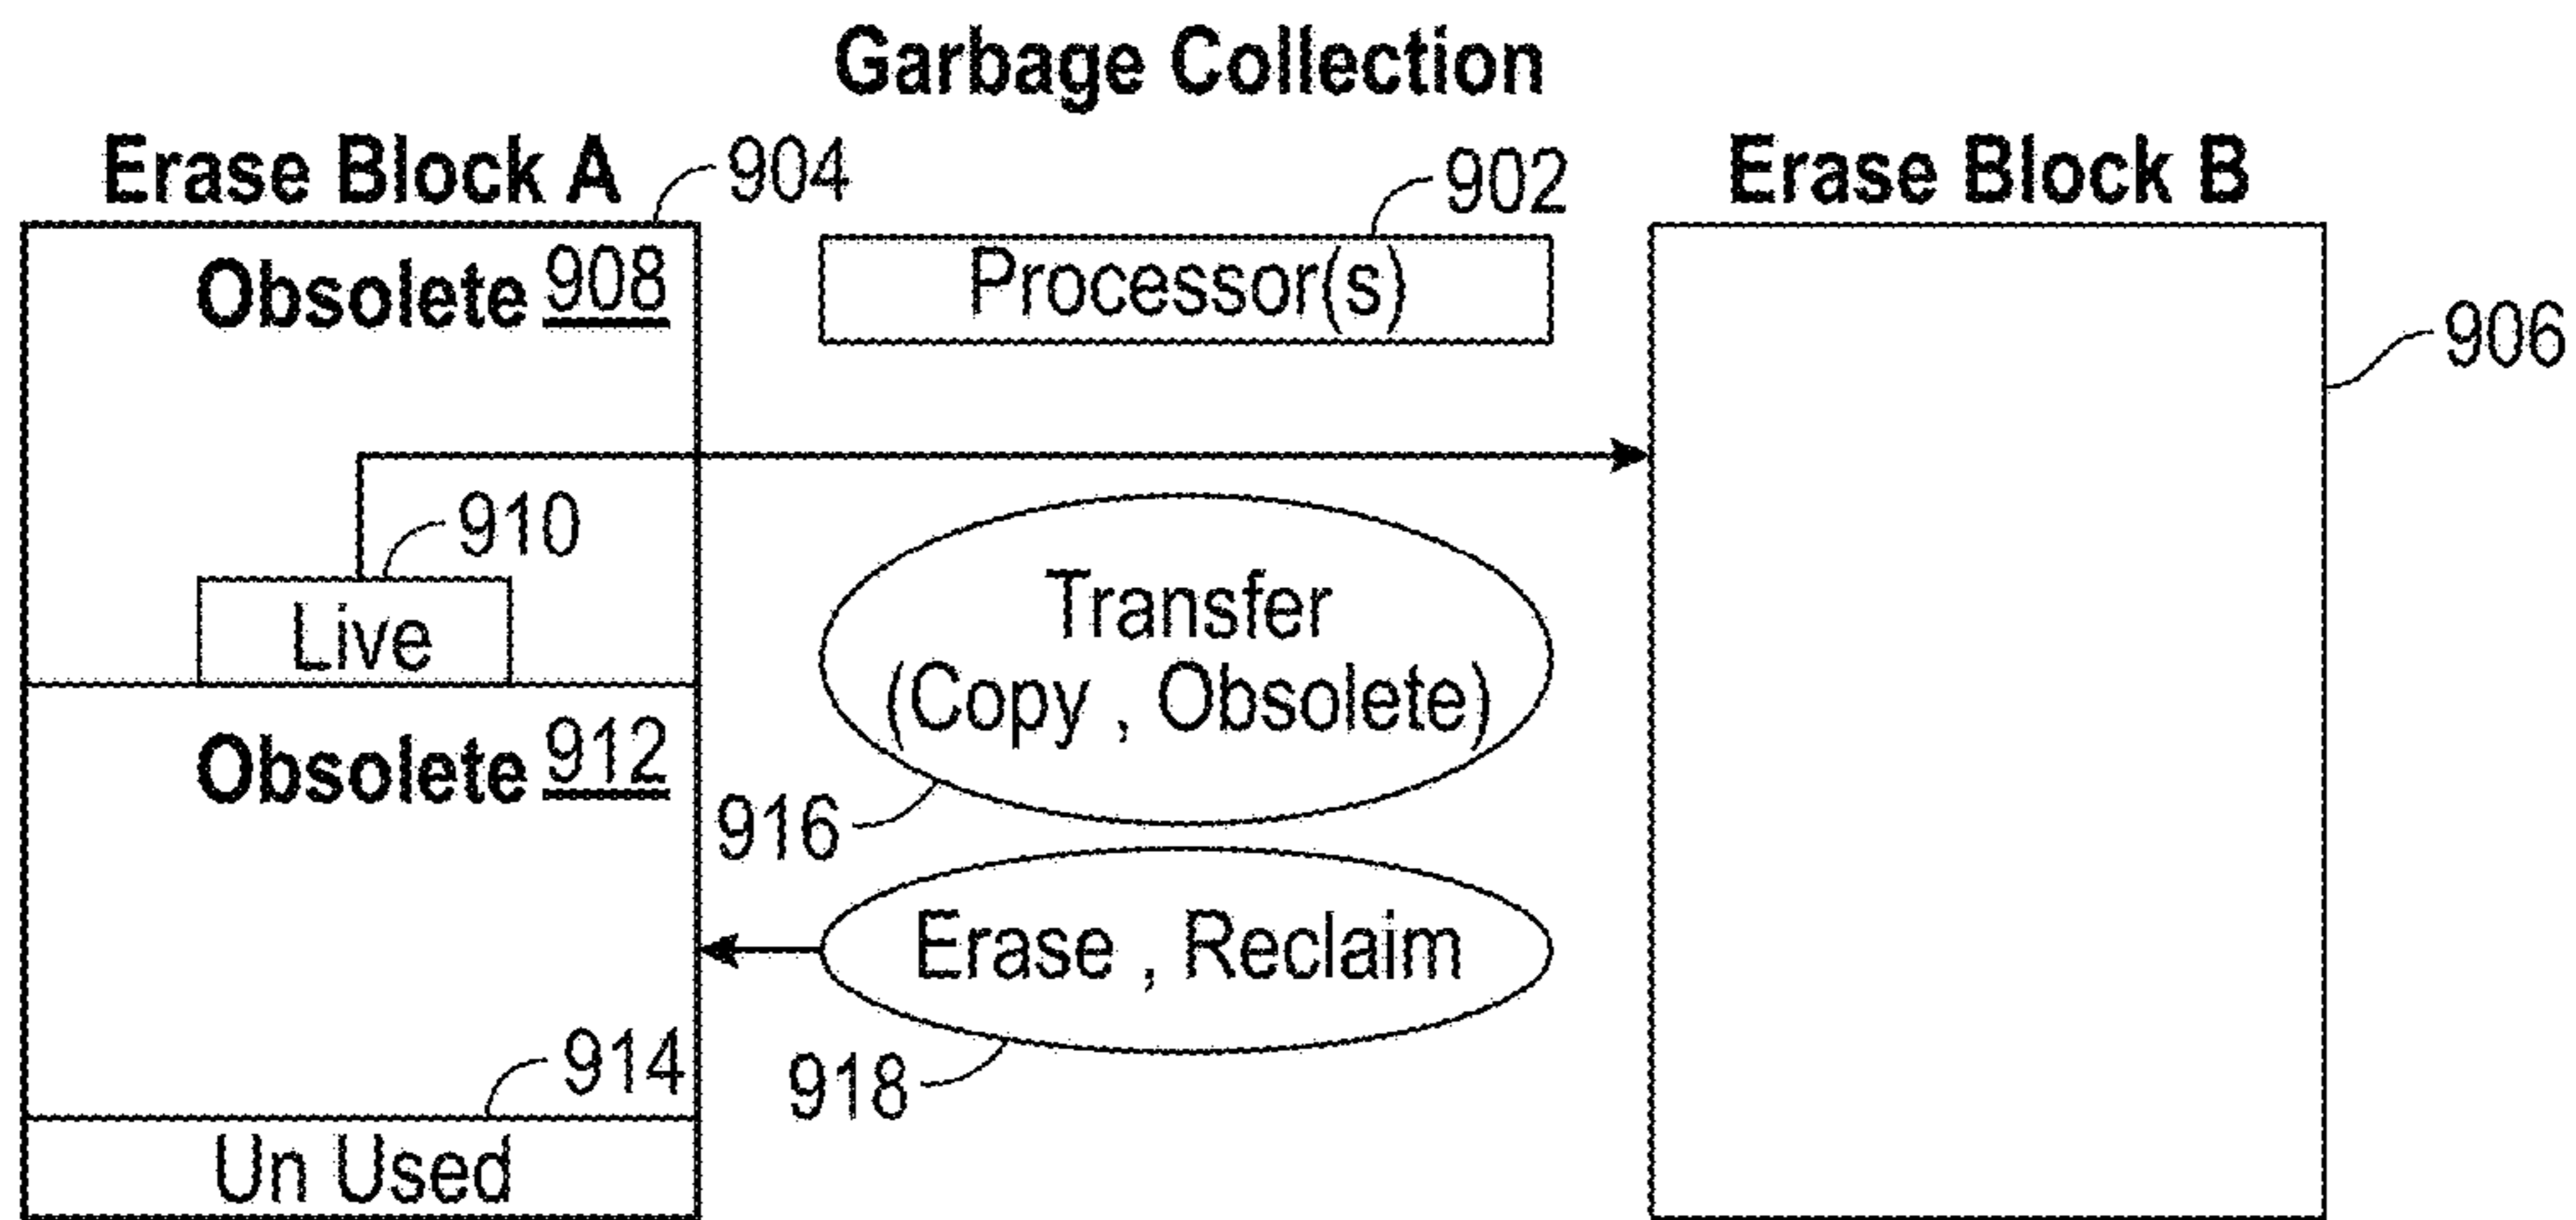 Garbage Collection
Erase Block A
904
902
Erase Block B
Obsolete 908
Processor(s)
906
910
Live
Transfer
(Copy , Obsolete)
Obsolete 912
916
Erase , Reclaim
914
918
Un Used